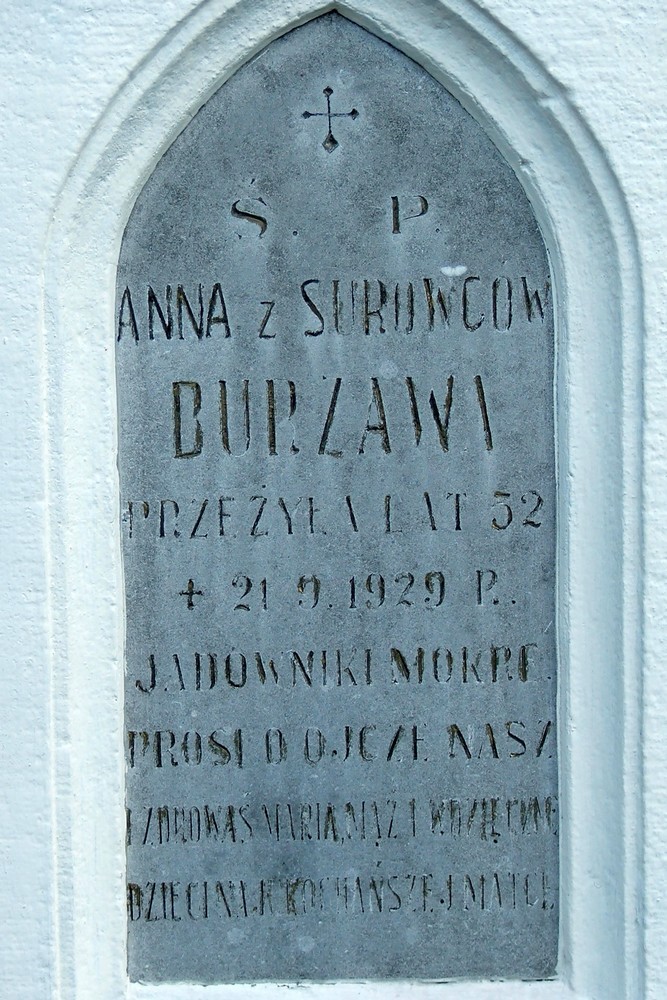 Ś. P.
ANNA z SUROWCÓW
BURZAWI
PRZEŻYŁA LAT 52
+ 21 9. 1929 R.
JADOWNIKI MOKRE.
PROSI O OJCZE NASZ
I ZDROWAŚ MARIA, MĄŻ I WDZIĘCZNE
DZIECI NAJUKOCHAŃSZEJ MATCE